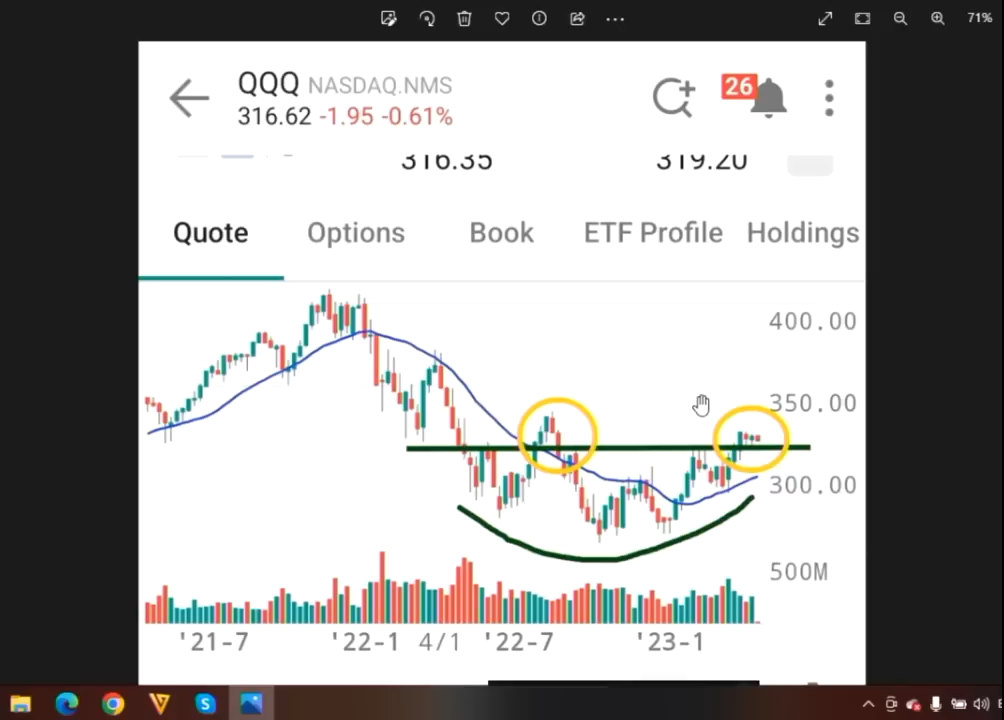 71%
QQQ NASDAQ.NMS
26
316.62 -1.95 -0.61%
316.35 319.20
Quote Options Book ETF Profile Holdings
400.00
350.00
300.00
500M
'21-7 '22-1 4/1 '22-7 '23-1